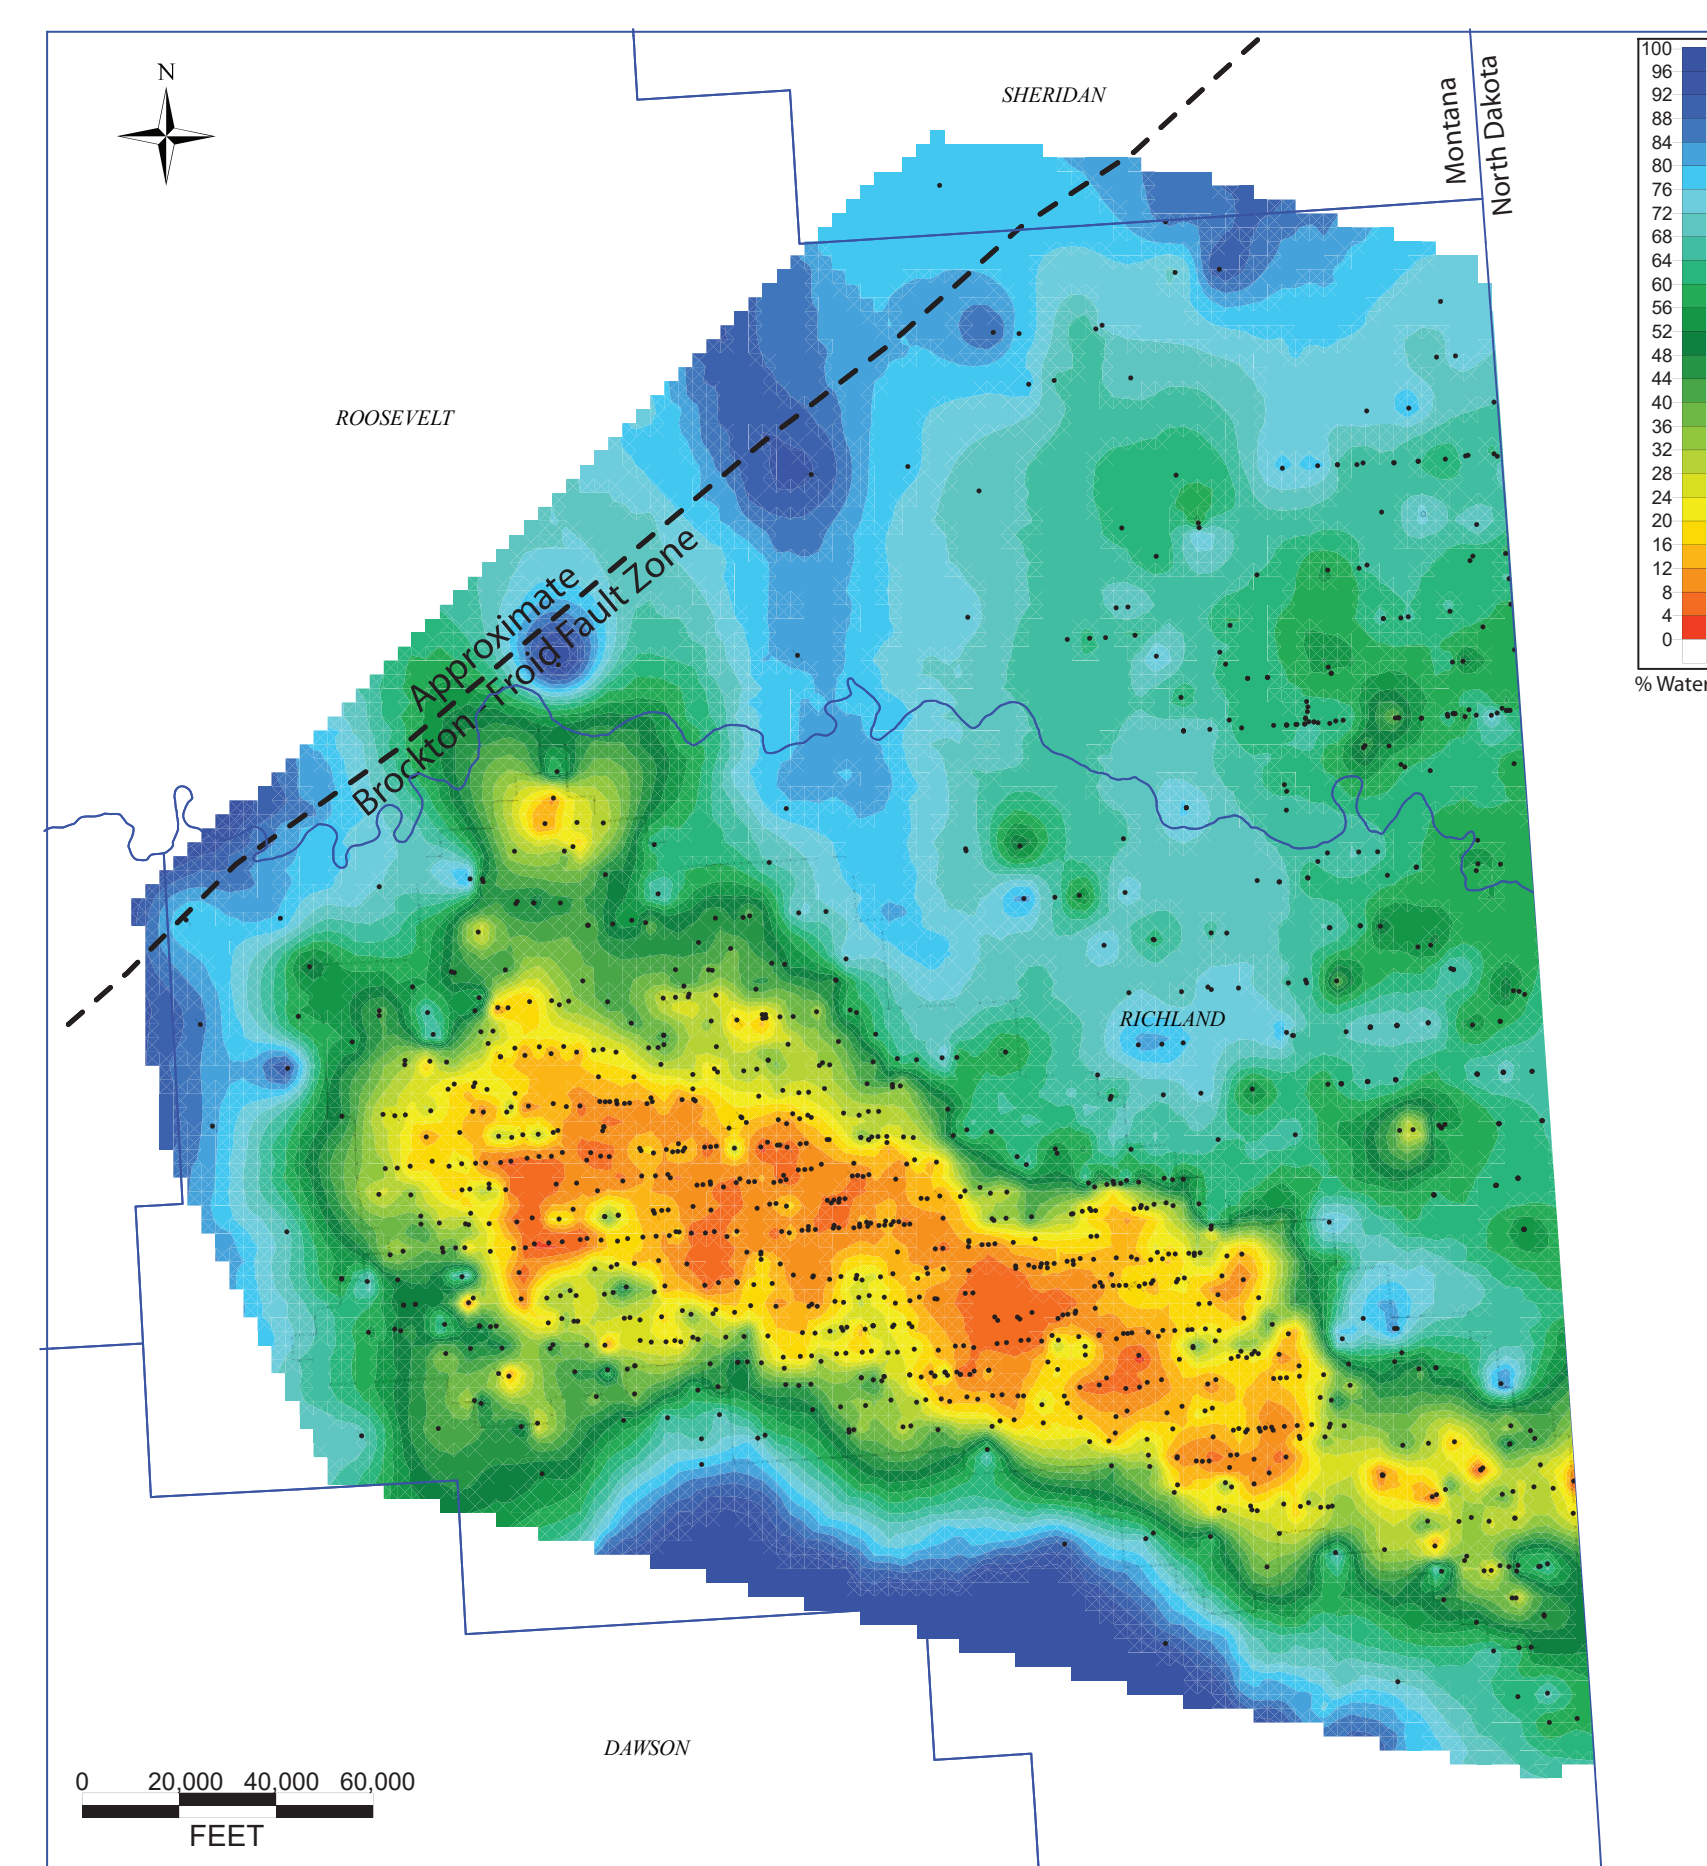 N
SHERIDAN
Montana
North Dakota
100
96
92
88
84
80
76
72
68
64
60
56
52
48
44
40
36
32
28
24
20
16
12
8
4
0
% Water
ROOSEVELT
Approximate
Brockton - Froid Fault Zone
RICHLAND
DAWSON
0 20,000 40,000 60,000
FEET